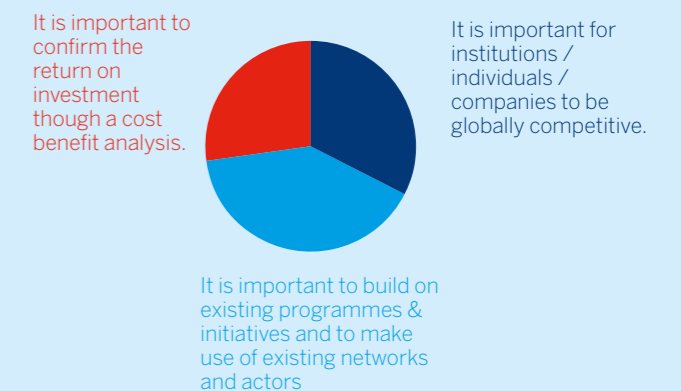 It is important to
confirm the
return on
investment
though a cost
benefit analysis.
It is important for
institutions /
individuals /
companies to be
globally competitive.
It is important to build on
existing programmes &
initiatives and to make
use of existing networks
and actors